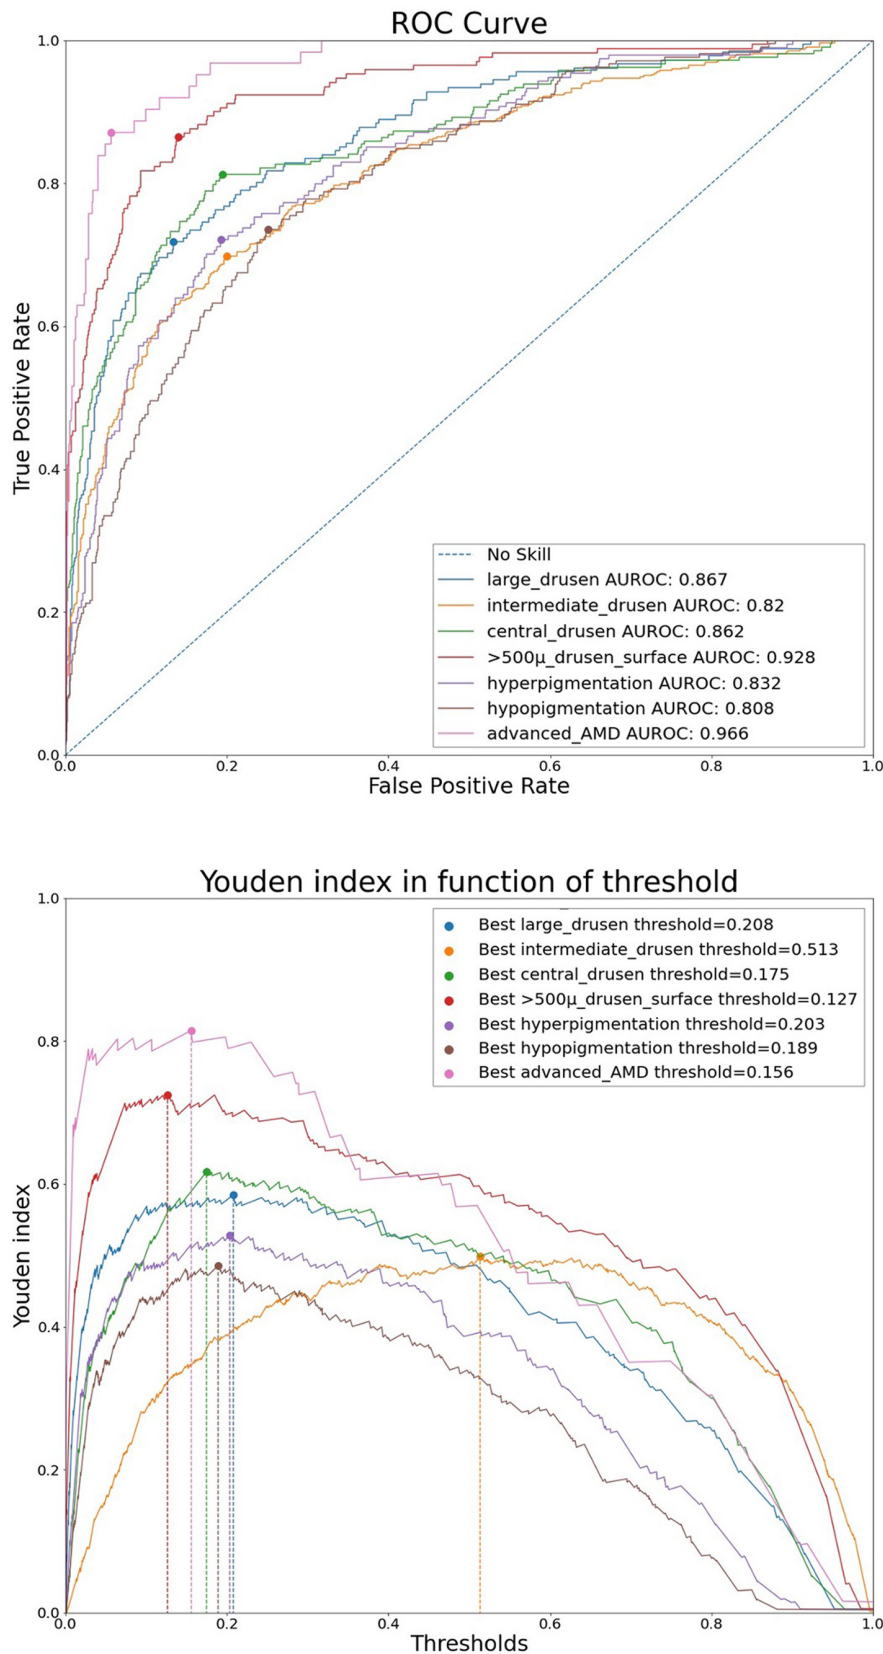 ROC Curve
1.0
0.8
0.6
0.4
0.2
0.0
True Positive Rate
No Skill
large_drusen AUROC: 0.867
intermediate_drusen AUROC: 0.82
central_drusen AUROC: 0.862
>500μ_drusen_surface AUROC: 0.928
hyperpigmentation AUROC: 0.832
hypopigmentation AUROC: 0.808
advanced_AMD AUROC: 0.966
0.0 0.2 0.4 0.6 0.8 1.0
False Positive Rate
Youden index in function of threshold
1.0
0.8
0.6
0.4
0.2
0.0
Youden index
Best large_drusen threshold=0.208
Best intermediate_drusen threshold=0.513
Best central_drusen threshold=0.175
Best >500μ_drusen_surface threshold=0.127
Best hyperpigmentation threshold=0.203
Best hypopigmentation threshold=0.189
Best advanced_AMD threshold=0.156
0.0 0.2 0.4 0.6 0.8 1.0
Thresholds